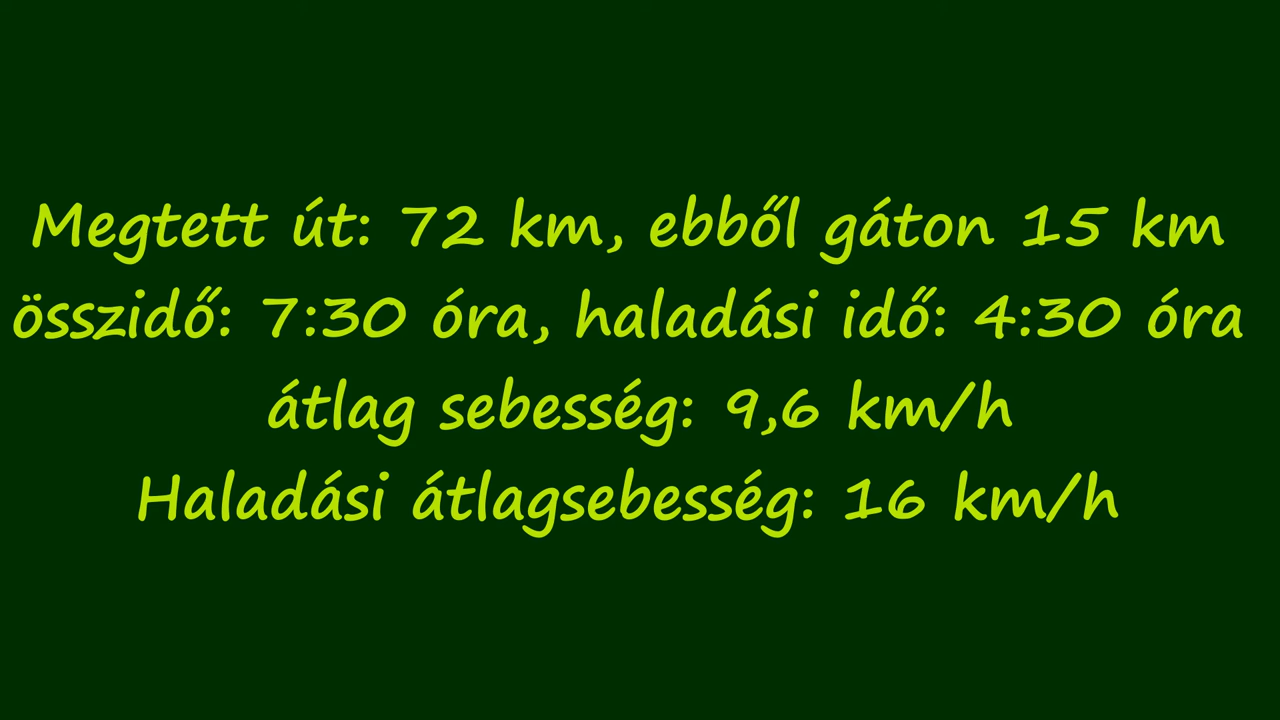 Megtett út: 72 km, ebből gáton 15 km
összidő: 7:30 óra, haladási idő: 4:30 óra
átlag sebesség: 9,6 km/h
Haladási átlagsebesség: 16 km/h